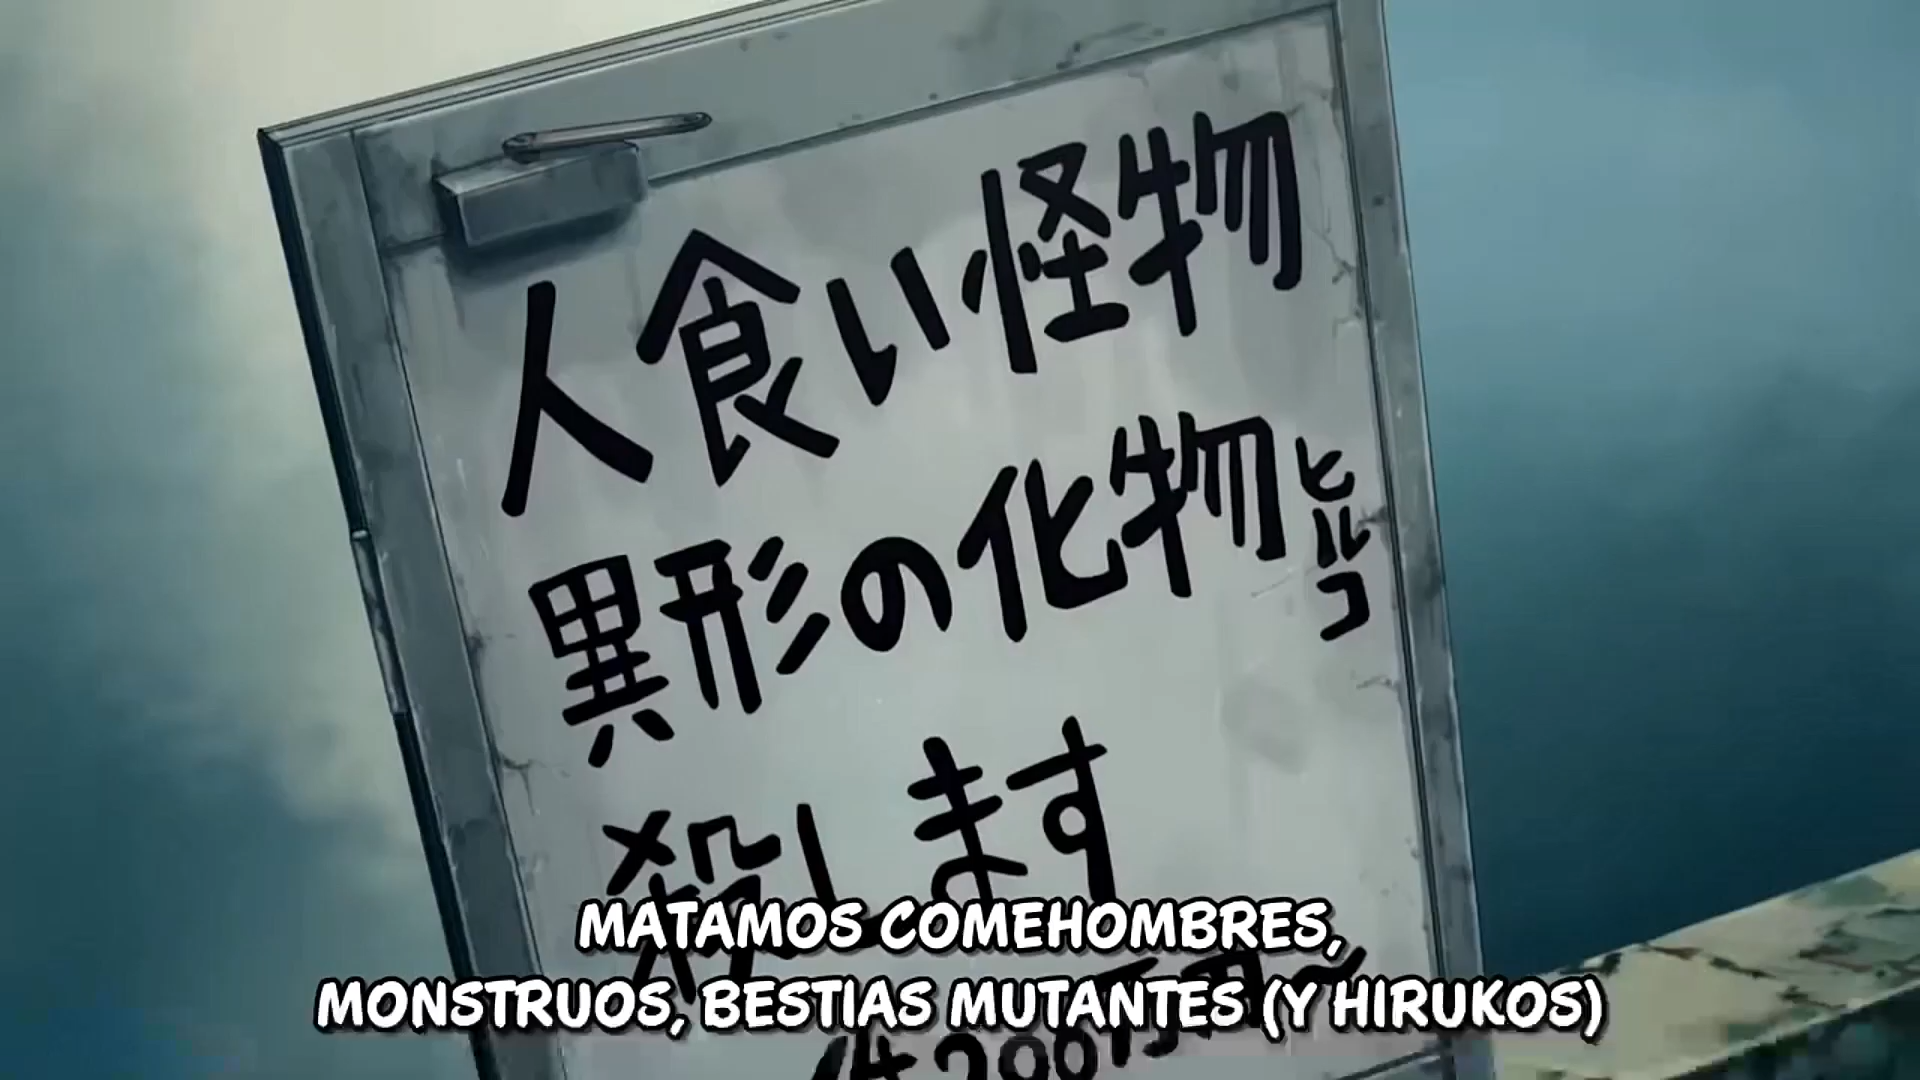 人食い怪物
異形の化物
ヒルコ
殺します
MATAMOS COMEHOMBRES,
MONSTRUOS, BESTIAS MUTANTES (Y HIRUKOS)